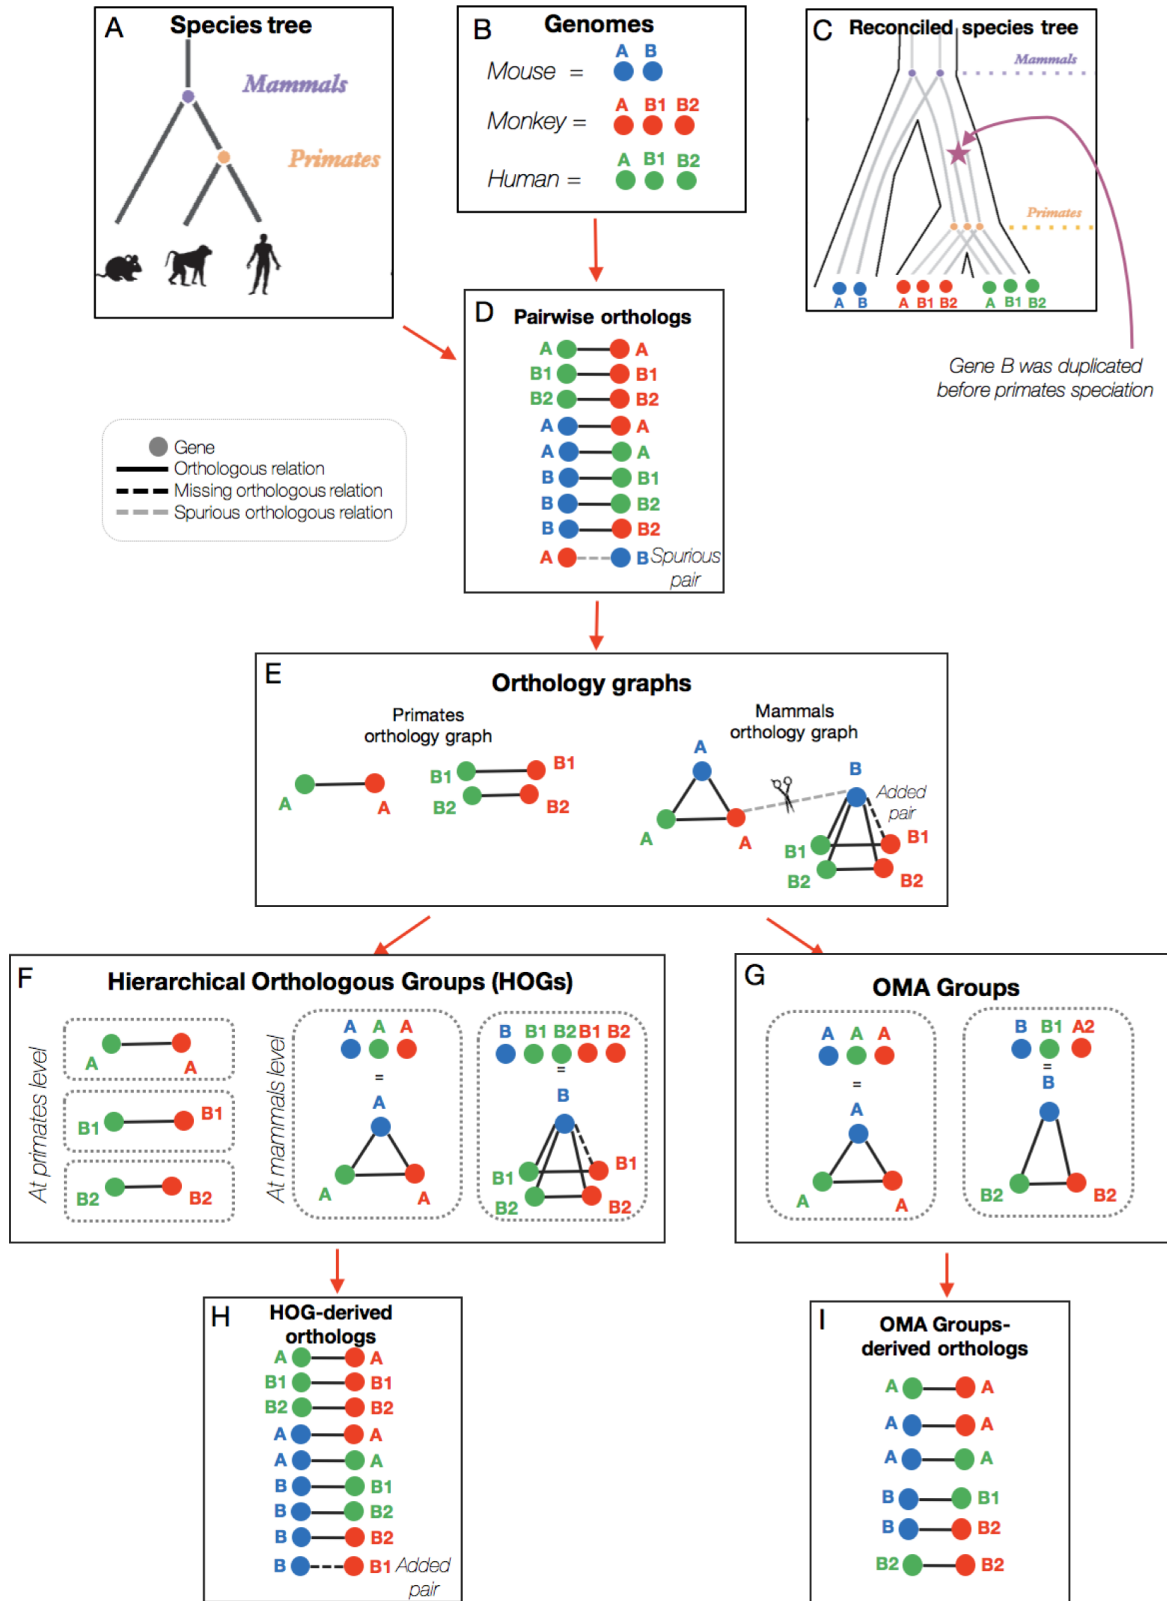 A
Species tree
Mammals
Primates
B
Genomes
A B
Mouse =
A B1 B2
Monkey =
A B1 B2
Human =
C
Reconciled species tree
Mammals
Primates
A B A B1 B2 A B1 B2
Gene B was duplicated
before primates speciation
Gene
Orthologous relation
Missing orthologous relation
Spurious orthologous relation
D
Pairwise orthologs
A A
B1 B1
B2 B2
A A
A A
B B1
B B2
B B2
A B Spurious
pair
E
Orthology graphs
Primates
orthology graph
A
A
B1 B1
B2 B2
Mammals
orthology graph
A
A
A
B
Added
pair
B1 B1
B2 B2
F
Hierarchical Orthologous Groups (HOGs)
At primates level
A
A
B1 B1
B2 B2
At mammals level
A A A
=
A
A A
B B1 B2 B1 B2
=
B
B1 B1
B2 B2
G
OMA Groups
A A A
=
A
A A
B B1 A2
=
B
B2 B2
H
HOG-derived
orthologs
A A
B1 B1
B2 B2
A A
A A
B B1
B B2
B B2
B B1 Added
pair
I
OMA Groups-
derived orthologs
A A
A A
A A
B B1
B B2
B2 B2